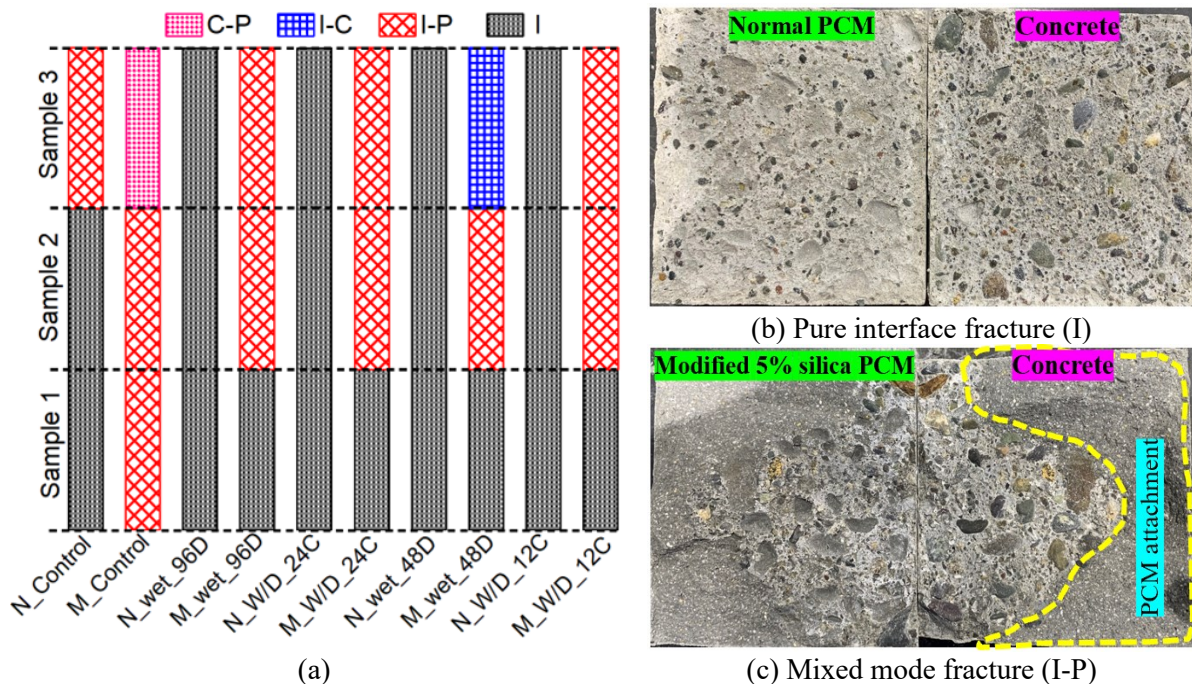 C-P I-C I-P I
Sample 3
Sample 2
Sample 1
N_Control
M_Control
N_wet_96D
M_wet_96D
N_W/D_24C
M_W/D_24C
N_wet_48D
M_wet_48D
N_W/D_12C
M_W/D_12C
(a)
Normal PCM
Concrete
(b) Pure interface fracture (I)
Modified 5% silica PCM
Concrete
PCM attachment
(c) Mixed mode fracture (I-P)